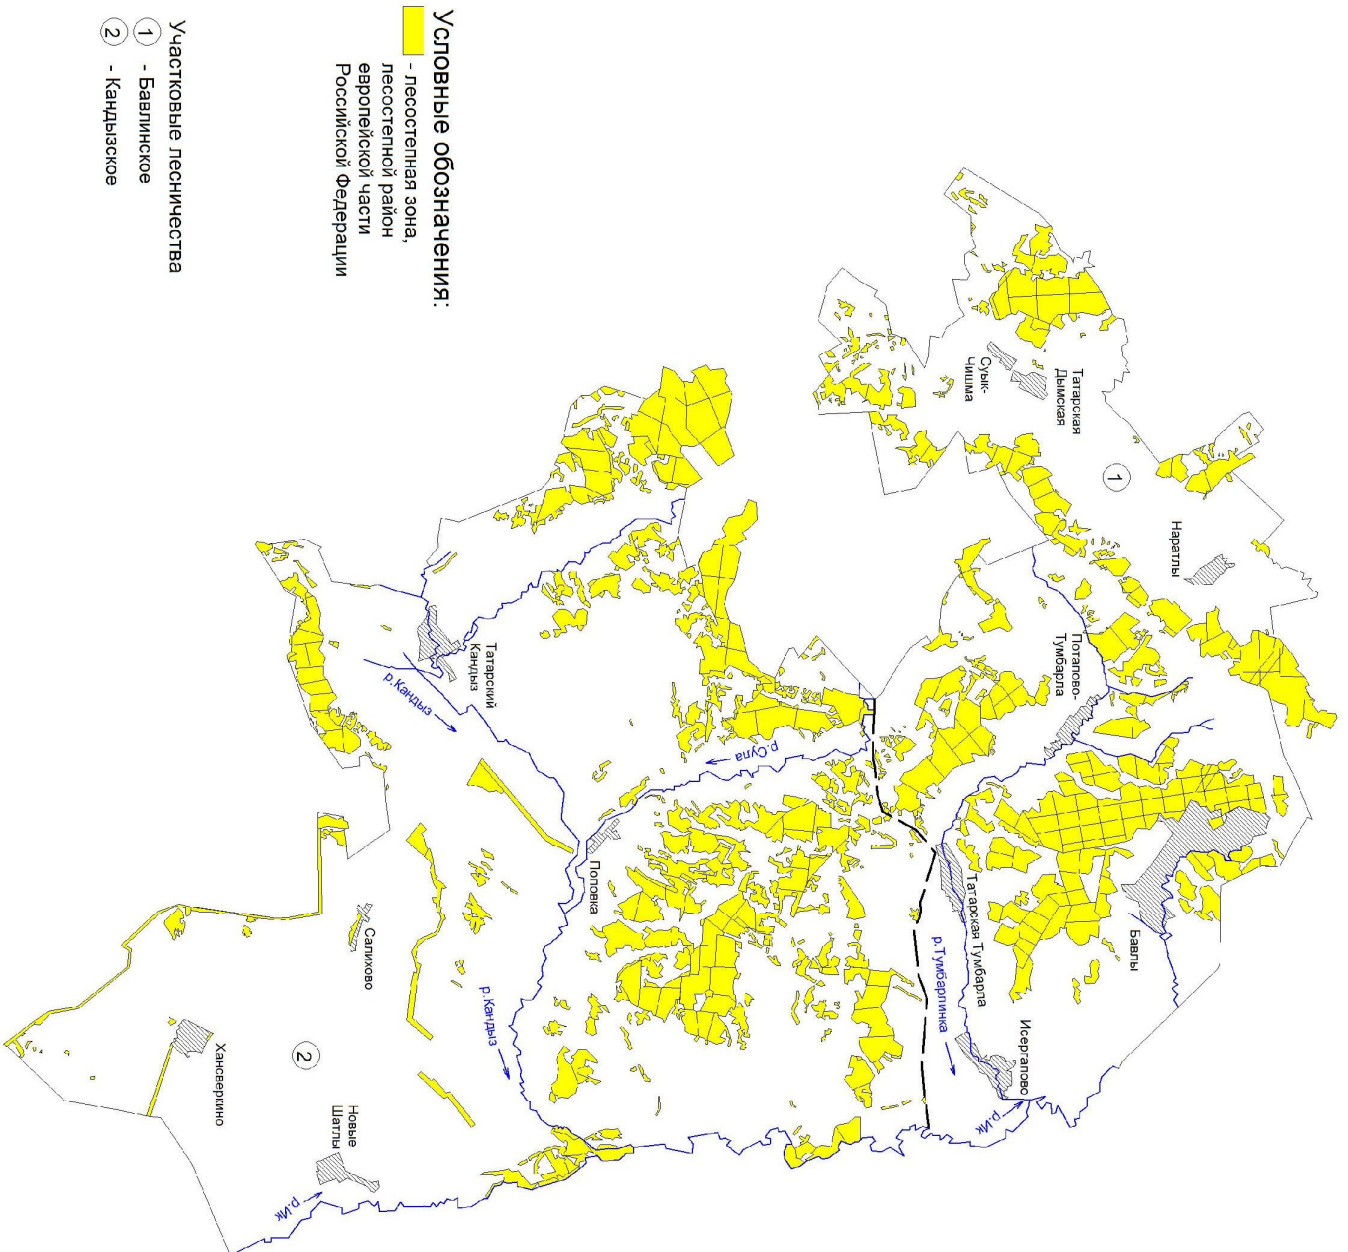 Условные обозначения:
- лесостепная зона,
лесостепной район
европейской части
Российской Федерации
Участковые лесничества
1 - Бавлинское
2 - Кандызское
Татарская
Дымская
Суык-
чишма
1
Наратлы
Потапово-
Тумбарла
Бавлы
Татарская Тумбарла
р.Тумбарлинка
Исергапово
р.Ик
р.Сула
Поповка
Татарский
Кандыз
р.Кандыз
р.Кандыз
Салихово
2
Хансверкино
Новые
Шатлы
р.Ик